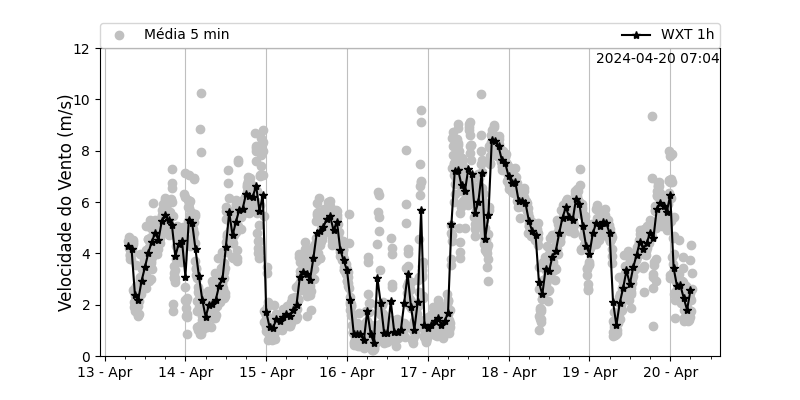 Média 5 min WXT 1h
2024-04-20 07:04
Velocidade do Vento (m/s)
12
10
8
6
4
2
0
13 - Apr 14 - Apr 15 - Apr 16 - Apr 17 - Apr 18 - Apr 19 - Apr 20 - Apr